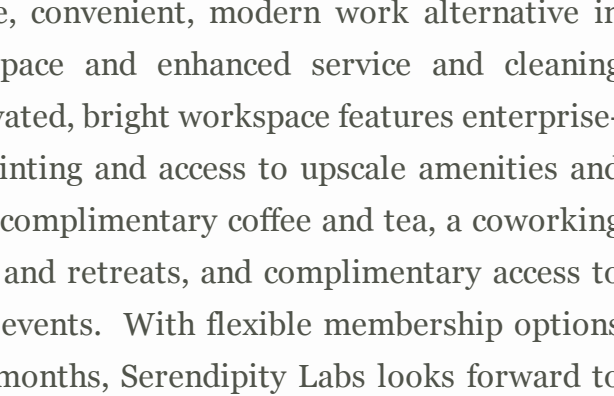 e, convenient, modern work alternative in
pace and enhanced service and cleaning
vated, bright workspace features enterprise-
inting and access to upscale amenities and
complimentary coffee and tea, a coworking
and retreats, and complimentary access to
events. With flexible membership options
months, Serendipity Labs looks forward to